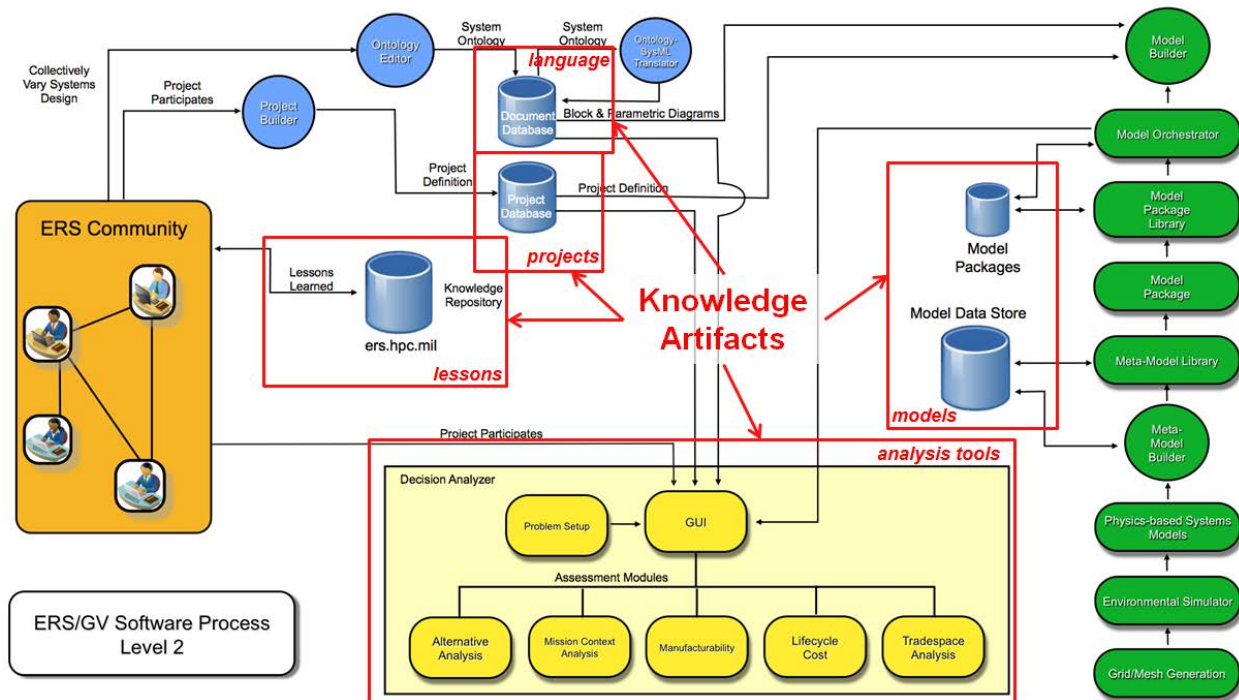 Collectively
Vary Systems
Design
Project
Participates
Ontology
Editor
Project
Builder
System
Ontology
System
Ontology
language
Ontology-
SysML
Translator
Document
Database
Block & Parametric Diagrams
Project
Definition
Project
Database
Project Definition
projects
Model
Builder
Model Orchestrator
Model
Package
Library
Model
Package
Meta-Model Library
Meta-
Model
Builder
Physics-based Systems
Models
Environmental Simulator
Grid/Mesh Generation
Model
Packages
Model Data Store
models
ERS Community
Lessons
Learned
Knowledge
Repository
ers.hpc.mil
lessons
Knowledge
Artifacts
Project Participates
analysis tools
Decision Analyzer
Problem Setup
GUI
Assessment Modules
Alternative
Analysis
Mission Context
Analysis
Manufacturability
Lifecycle
Cost
Tradespace
Analysis
ERS/GV Software Process
Level 2